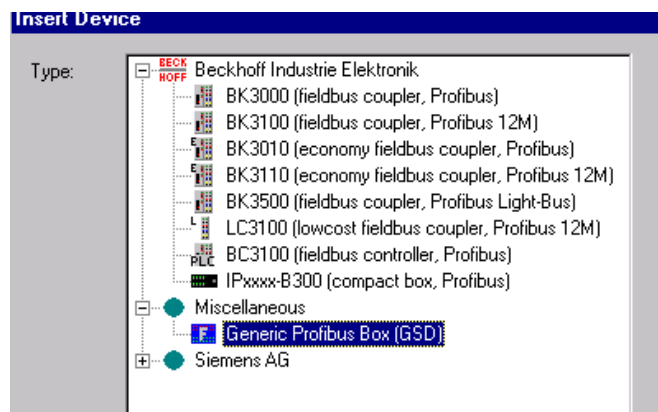 Insert Device
Type:
BECK HOFF Beckhoff Industrie Elektronik
BK3000 (fieldbus coupler, Profibus)
BK3100 (fieldbus coupler, Profibus 12M)
E BK3010 (economy fieldbus coupler, Profibus)
E BK3110 (economy fieldbus coupler, Profibus 12M)
BK3500 (fieldbus coupler, Profibus Light-Bus)
L LC3100 (lowcost fieldbus coupler, Profibus 12M)
PLC BC3100 (fieldbus controller, Profibus)
IPxxxx-B300 (compact box, Profibus)
Miscellaneous
F Generic Profibus Box (GSD)
Siemens AG